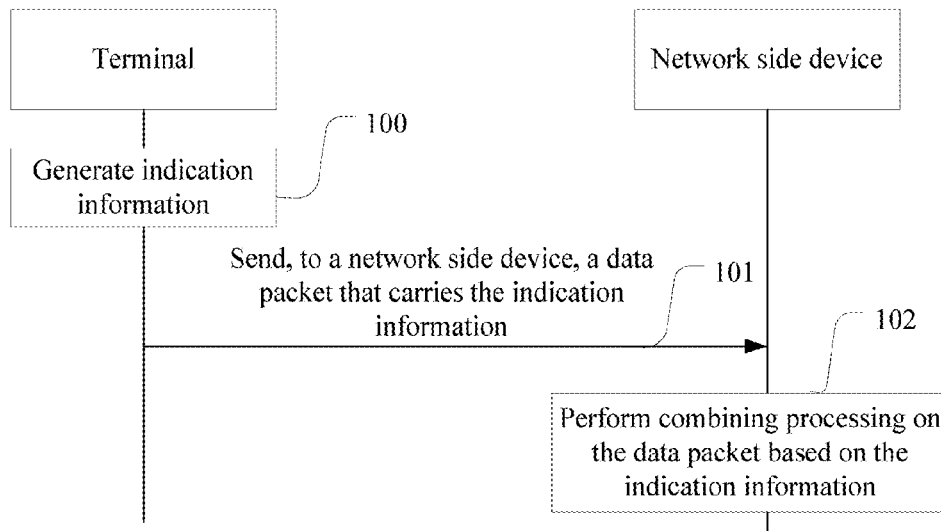 Terminal
Network side device
100
Generate indication
information
Send, to a network side device, a data
packet that carries the indication
information
101
102
Perform combining processing on
the data packet based on the
indication information